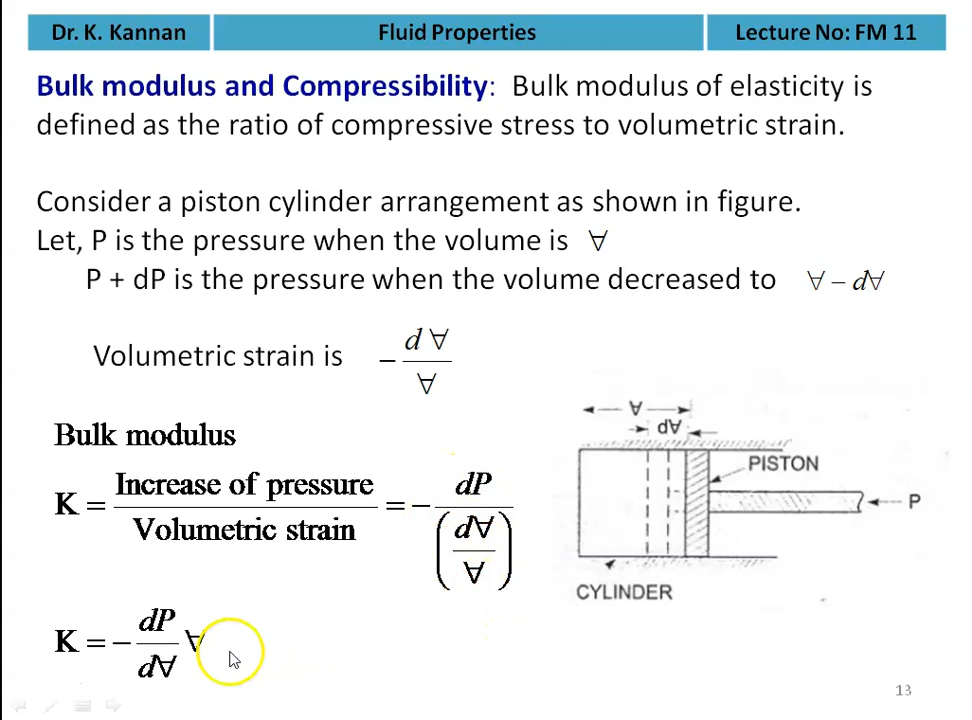 Dr. K. Kannan
Fluid Properties
Lecture No: FM 11
Bulk modulus and Compressibility: Bulk modulus of elasticity is
defined as the ratio of compressive stress to volumetric strain.
Consider a piston cylinder arrangement as shown in figure.
Let, P is the pressure when the volume is ∀
P + dP is the pressure when the volume decreased to ∀ − d∀
Volumetric strain is − d∀ / ∀
Bulk modulus
K = Increase of pressure / Volumetric strain = − dP / (d∀ / ∀)
K = − dP / d∀ ∀
∀
d∀
PISTON
P
CYLINDER
13